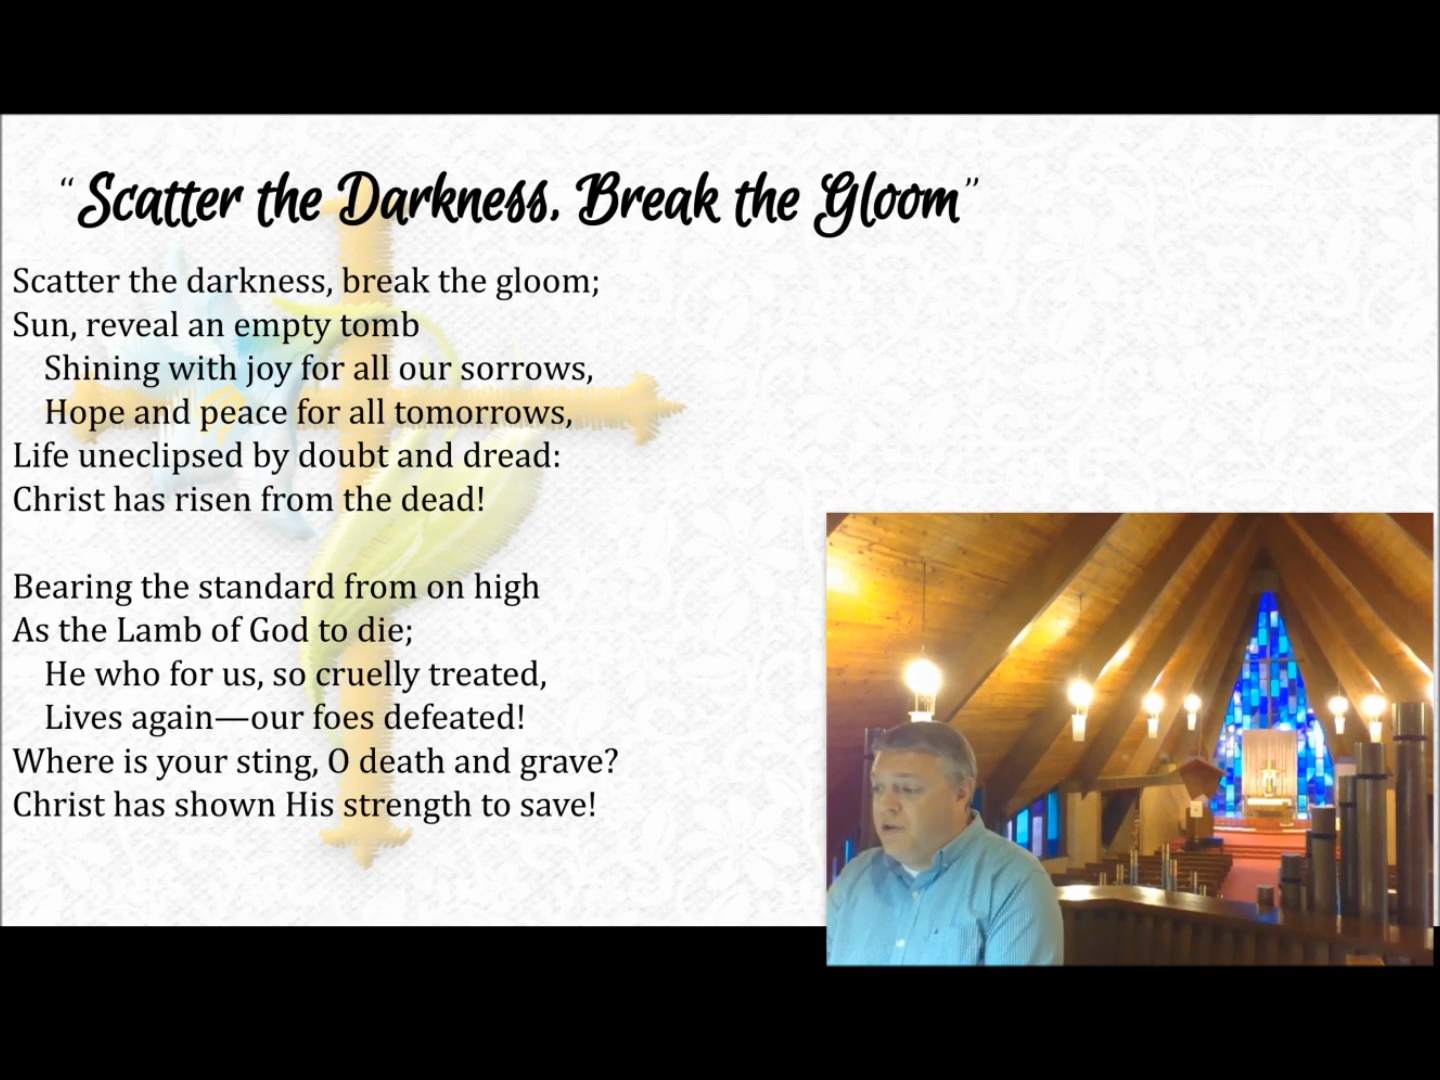 “Scatter the Darkness, Break the Gloom”
Scatter the darkness, break the gloom;
Sun, reveal an empty tomb
Shining with joy for all our sorrows,
Hope and peace for all tomorrows,
Life uneclipsed by doubt and dread:
Christ has risen from the dead!
Bearing the standard from on high
As the Lamb of God to die;
He who for us, so cruelly treated,
Lives again—our foes defeated!
Where is your sting, O death and grave?
Christ has shown His strength to save!